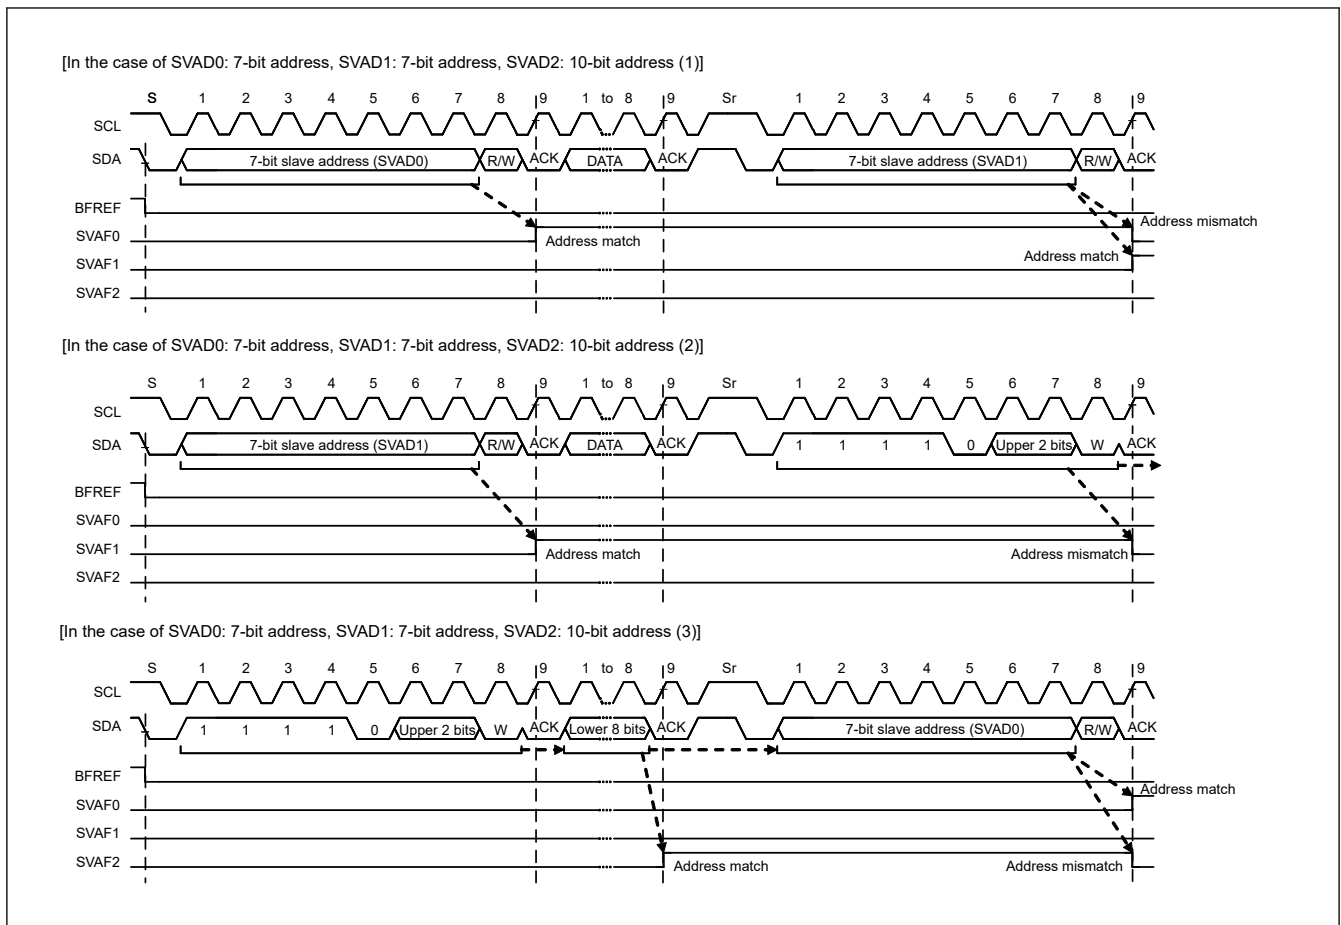 [In the case of SVAD0: 7-bit address, SVAD1: 7-bit address, SVAD2: 10-bit address (1)]
S 1 2 3 4 5 6 7 8 9 1 to 8 9 Sr 1 2 3 4 5 6 7 8 9
SCL
SDA 7-bit slave address (SVAD0) R/W ACK DATA ACK 7-bit slave address (SVAD1) R/W ACK
BFREF
Address mismatch
SVAF0 Address match
SVAF1 Address match
SVAF2
[In the case of SVAD0: 7-bit address, SVAD1: 7-bit address, SVAD2: 10-bit address (2)]
S 1 2 3 4 5 6 7 8 9 1 to 8 9 Sr 1 2 3 4 5 6 7 8 9
SCL
SDA 7-bit slave address (SVAD1) R/W ACK DATA ACK 1 1 1 1 0 Upper 2 bits W ACK
BFREF
SVAF0
SVAF1 Address match Address mismatch
SVAF2
[In the case of SVAD0: 7-bit address, SVAD1: 7-bit address, SVAD2: 10-bit address (3)]
S 1 2 3 4 5 6 7 8 9 1 to 8 9 Sr 1 2 3 4 5 6 7 8 9
SCL
SDA 1 1 1 1 0 Upper 2 bits W ACK Lower 8 bits ACK 7-bit slave address (SVAD0) R/W ACK
BFREF
Address match
SVAF0
SVAF1
SVAF2 Address match Address mismatch